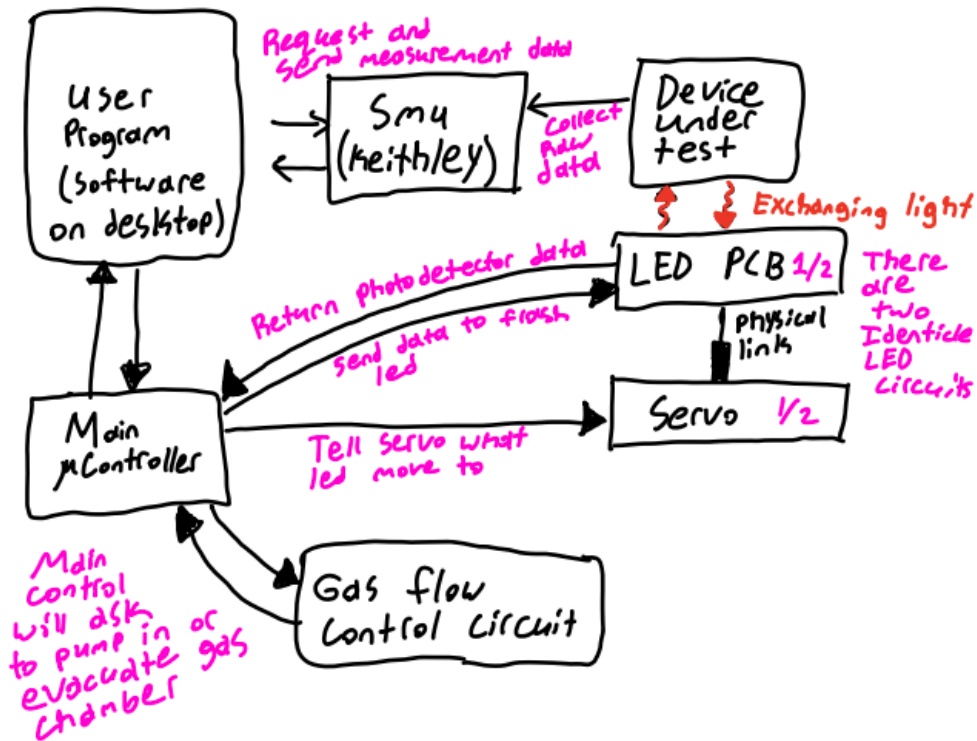 User
Program
(Software
on desktop)
Request and
send measurement data
Smu
(Keithley)
Collect
Raw
data
Device
under
test
Exchanging light
LED PCB 1/2
There
are
two
Identicle
LED
circuits
physical
links
Servo 1/2
Return photodetector data
send data to flash
led
Tell servo what
led move to
Main
μController
Gas flow
control circuit
Main
control
will ask
to pump in or
evacuate gas
chamber